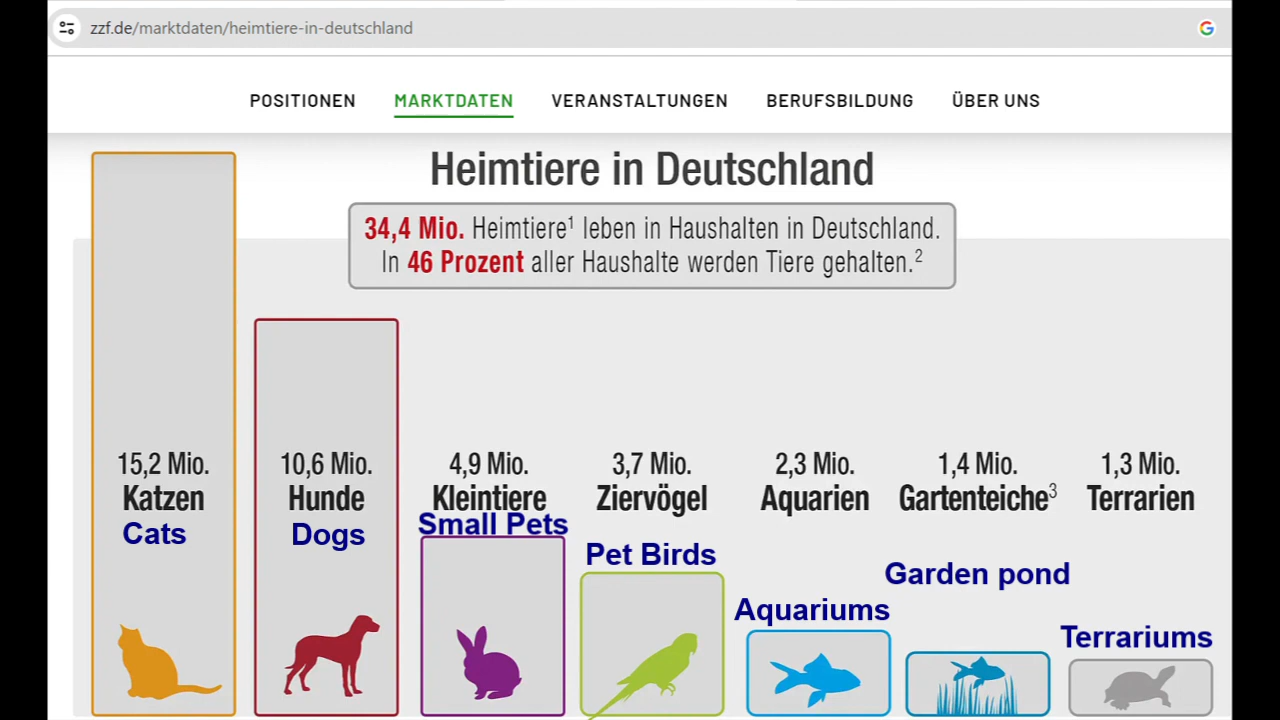 zzf.de/marktdaten/heimtiere-in-deutschland
POSITIONEN MARKTDATEN VERANSTALTUNGEN BERUFSBILDUNG ÜBER UNS
Heimtiere in Deutschland
34,4 Mio. Heimtiere¹ leben in Haushalten in Deutschland.
In 46 Prozent aller Haushalte werden Tiere gehalten.²
15,2 Mio. 10,6 Mio. 4,9 Mio. 3,7 Mio. 2,3 Mio. 1,4 Mio. 1,3 Mio.
Katzen Hunde Kleintiere Ziervögel Aquarien Gartenteiche³ Terrarien
Cats Dogs Small Pets Pet Birds Aquariums Garden pond Terrariums